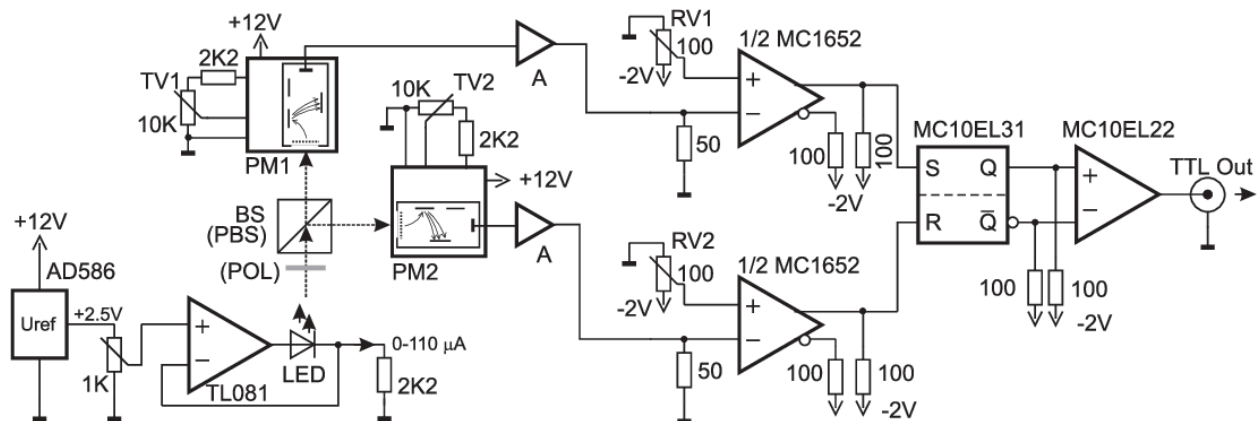 +12V
2K2
TV1
10K
PM1
10K
TV2
2K2
+12V
PM2
BS
(PBS)
(POL)
+12V
AD586
Uref
+2.5V
1K
+
−
TL081
LED
0-110 μA
2K2
A
A
RV1
100
-2V
1/2 MC1652
+
−
50
100
100
-2V
RV2
100
-2V
1/2 MC1652
+
−
50
100
100
-2V
MC10EL31
S Q
R Q̅
100
100
-2V
MC10EL22
+
−
TTL Out